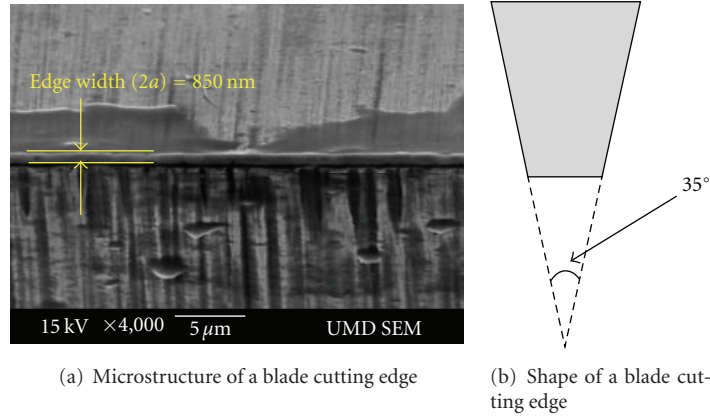 Edge width (2a) = 850 nm
15 kV ×4,000 5 μm UMD SEM
35°
(a) Microstructure of a blade cutting edge
(b) Shape of a blade cut-
ting edge